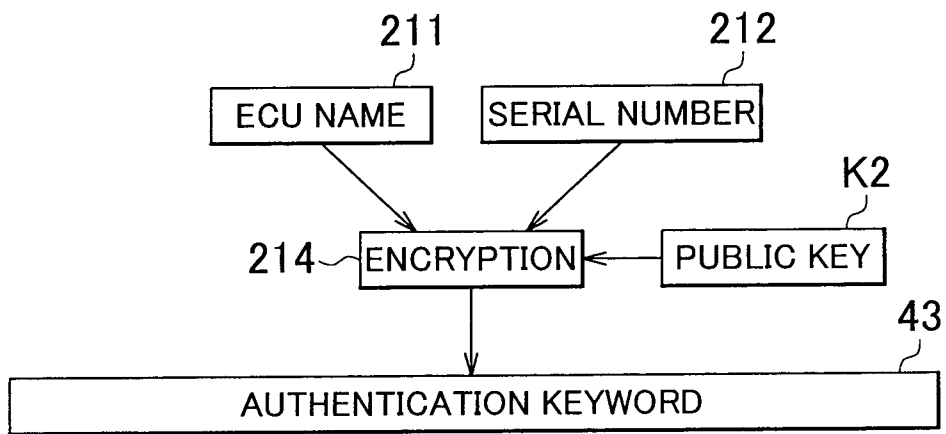 211
212
ECU NAME
SERIAL NUMBER
K2
214
ENCRYPTION
PUBLIC KEY
43
AUTHENTICATION KEYWORD